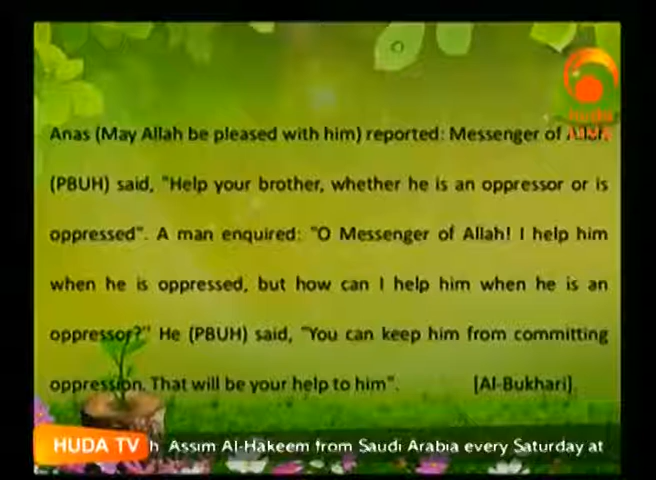 Anas (May Allah be pleased with him) reported: Messenger of Allah
(PBUH) said, "Help your brother, whether he is an oppressor or is
oppressed". A man enquired: "O Messenger of Allah! I help him
when he is oppressed, but how can I help him when he is an
oppressor?" He (PBUH) said, "You can keep him from committing
oppression. That will be your help to him". [Al-Bukhari].
HUDA TV h Assim Al-Hakeem from Saudi Arabia every Saturday at